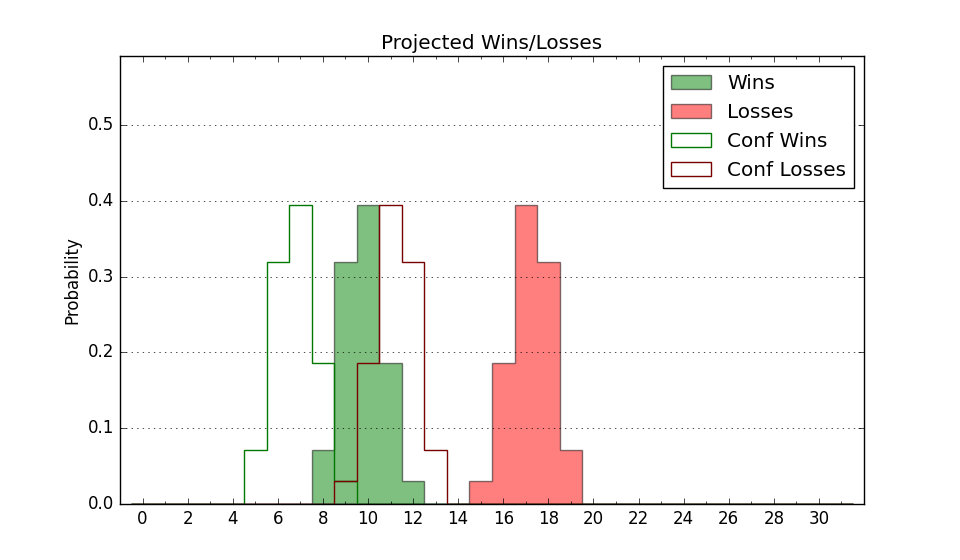 Projected Wins/Losses
Wins
Losses
Conf Wins
Conf Losses
Probability
0.5
0.4
0.3
0.2
0.1
0.0
0 2 4 6 8 10 12 14 16 18 20 22 24 26 28 30